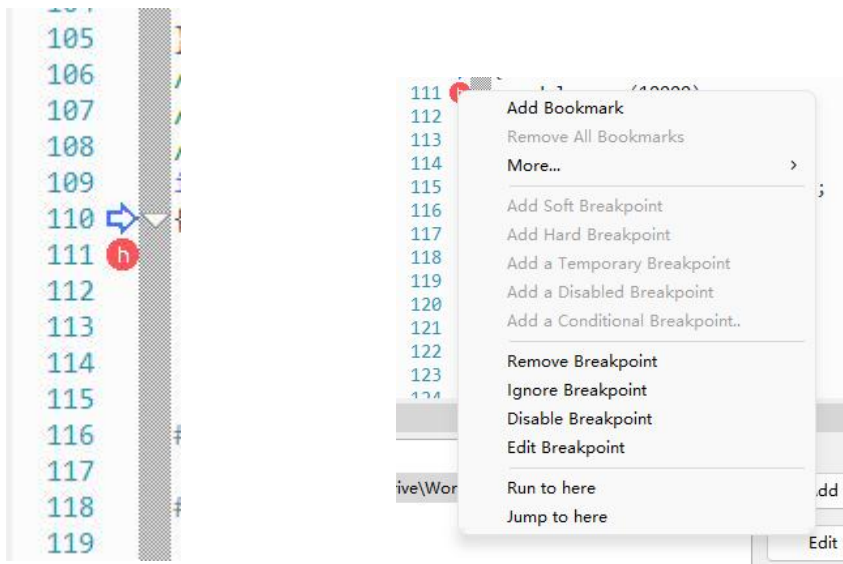 105
106
107
108
109
110
111 h
112
113
114
115
116
117
118
119
111
112
113
114
115
116
117
118
119
120
121
122
123
Add Bookmark
Remove All Bookmarks
More...
;
Add Soft Breakpoint
Add Hard Breakpoint
Add a Temporary Breakpoint
Add a Disabled Breakpoint
Add a Conditional Breakpoint..
Remove Breakpoint
Ignore Breakpoint
Disable Breakpoint
Edit Breakpoint
ive\Wor
Run to here
dd
Jump to here
Edit